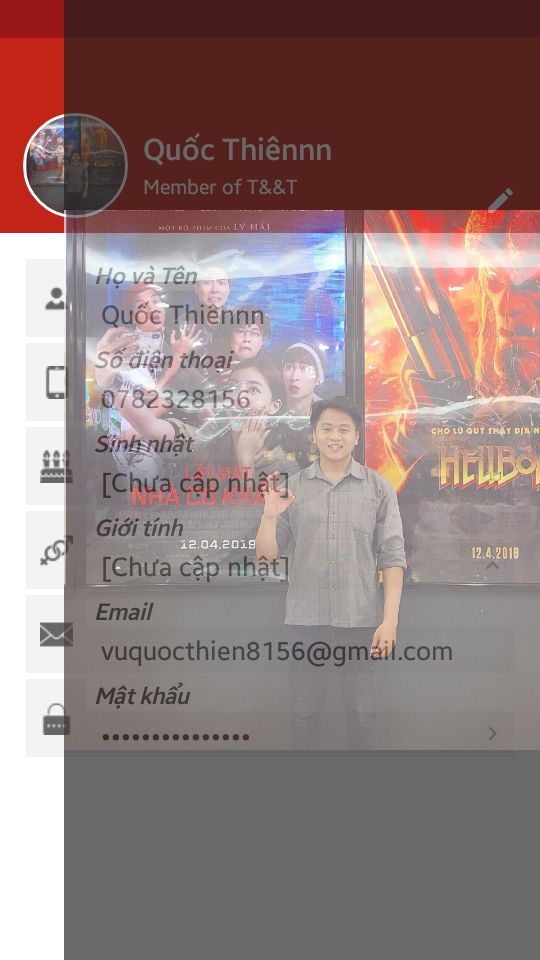 Quốc Thiênnn
Member of T&&T
MỘT BỘ PHIM CỦA LÝ HẢI
Họ và Tên
Quốc Thiênnn
Số điện thoại
0782328156
CHO LŨ QUỶ THẤY ĐỊA
Sinh nhật
LẬT MẶT
[Chưa cập nhật]
NHÀ CÓ KHÁ
HELLBO
Giới tính
12.04.2019
12.4.2019
[Chưa cập nhật]
Email
vuquocthien8156@gmail.com
Mật khẩu